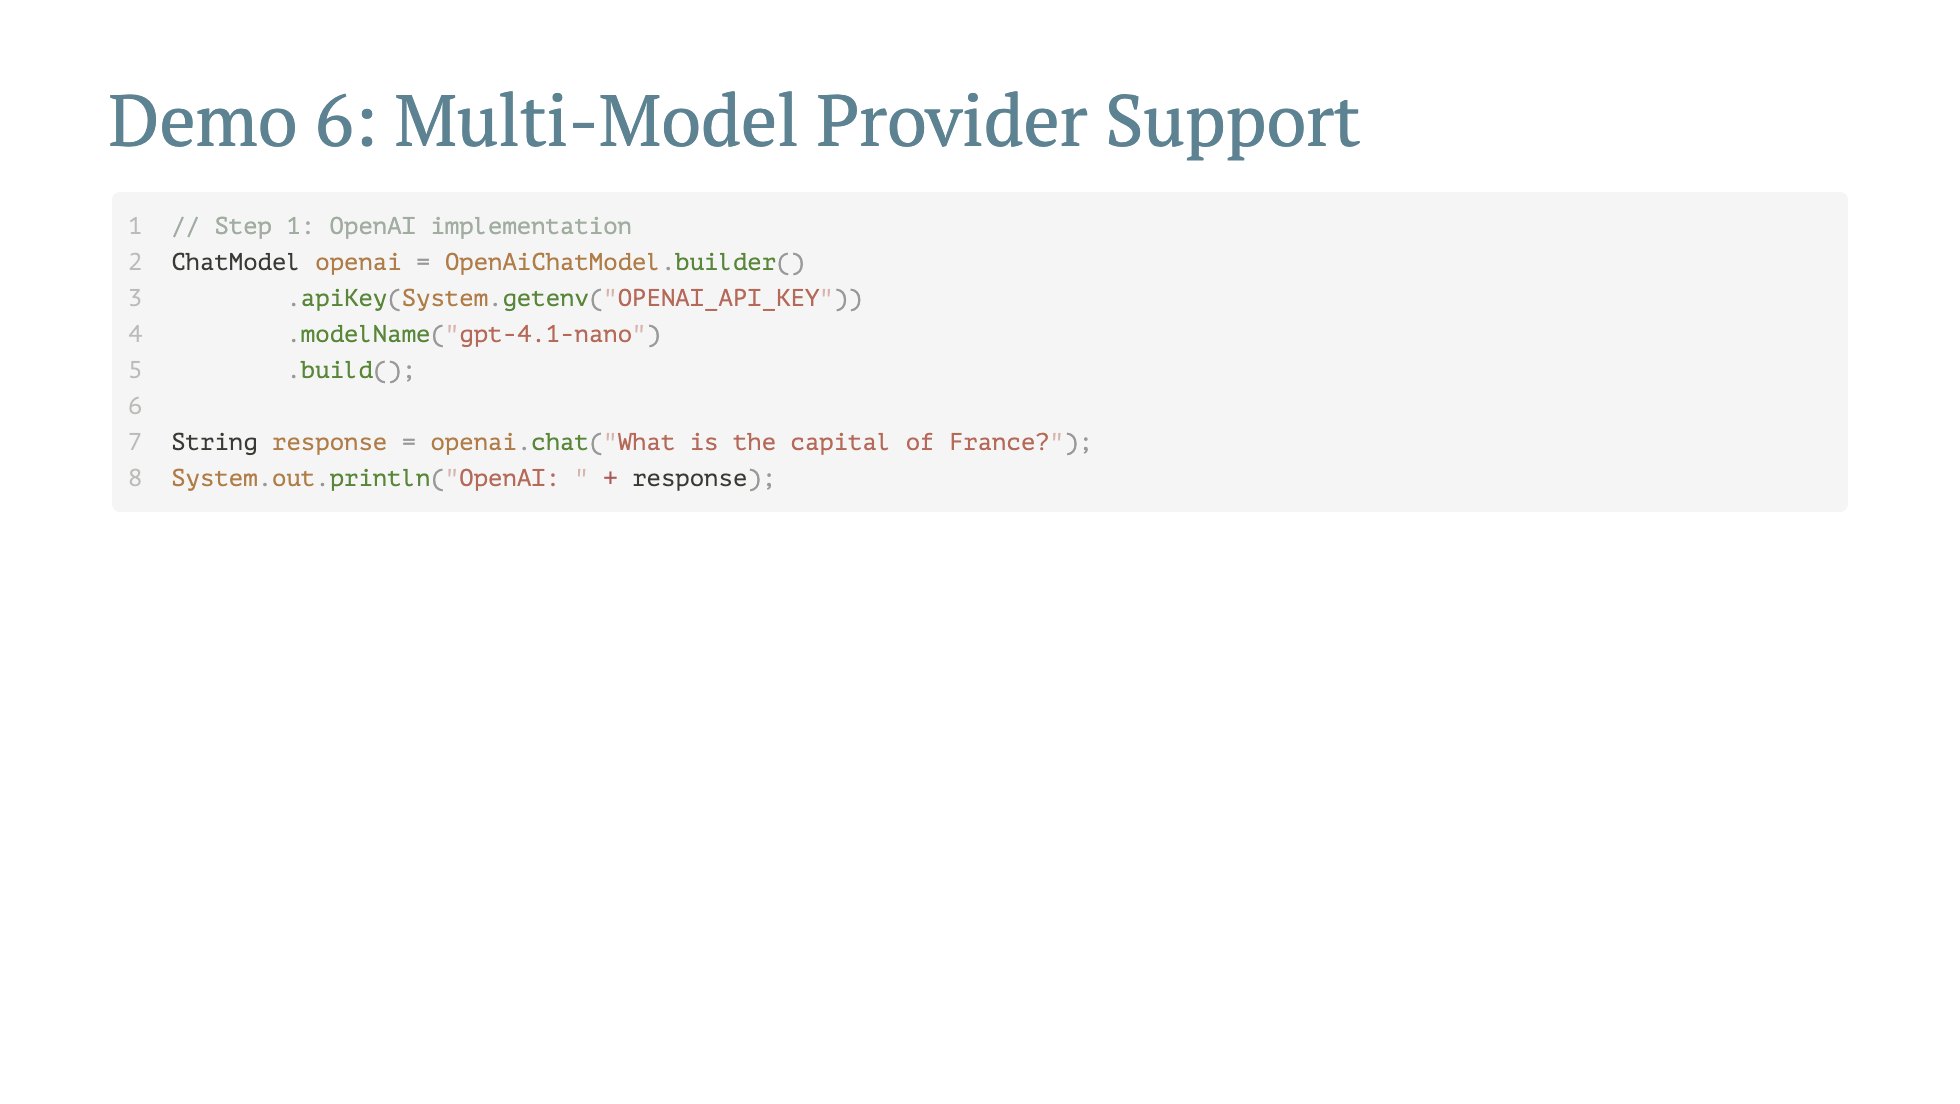 Demo 6: Multi-Model Provider Support
1 // Step 1: OpenAI implementation
2 ChatModel openai = OpenAiChatModel.builder()
3         .apiKey(System.getenv("OPENAI_API_KEY"))
4         .modelName("gpt-4.1-nano")
5         .build();
6
7 String response = openai.chat("What is the capital of France?");
8 System.out.println("OpenAI: " + response);